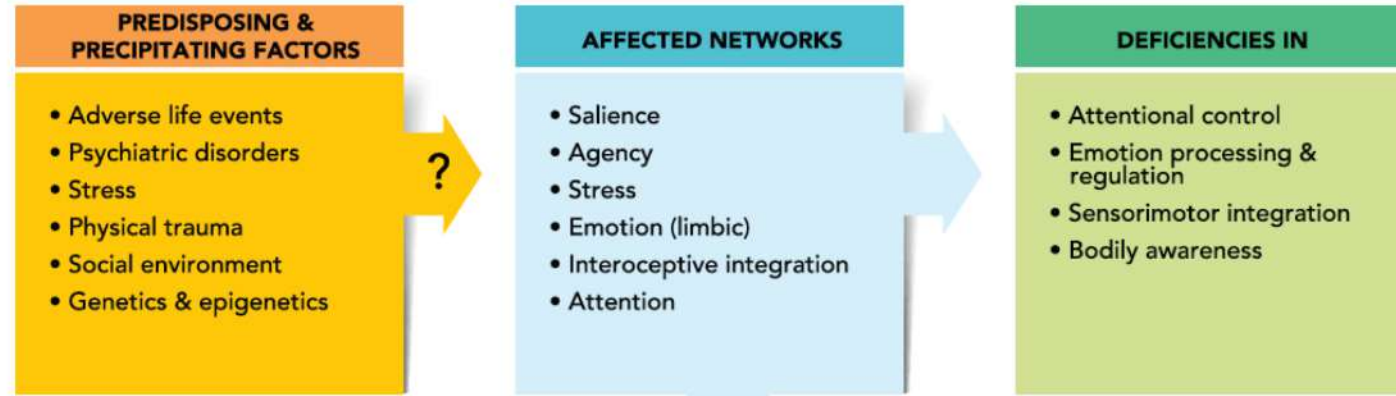 PREDISPOSING &
PRECIPITATING FACTORS
• Adverse life events
• Psychiatric disorders
• Stress
• Physical trauma
• Social environment
• Genetics & epigenetics
?
AFFECTED NETWORKS
• Salience
• Agency
• Stress
• Emotion (limbic)
• Interoceptive integration
• Attention
DEFICIENCIES IN
• Attentional control
• Emotion processing &
regulation
• Sensorimotor integration
• Bodily awareness